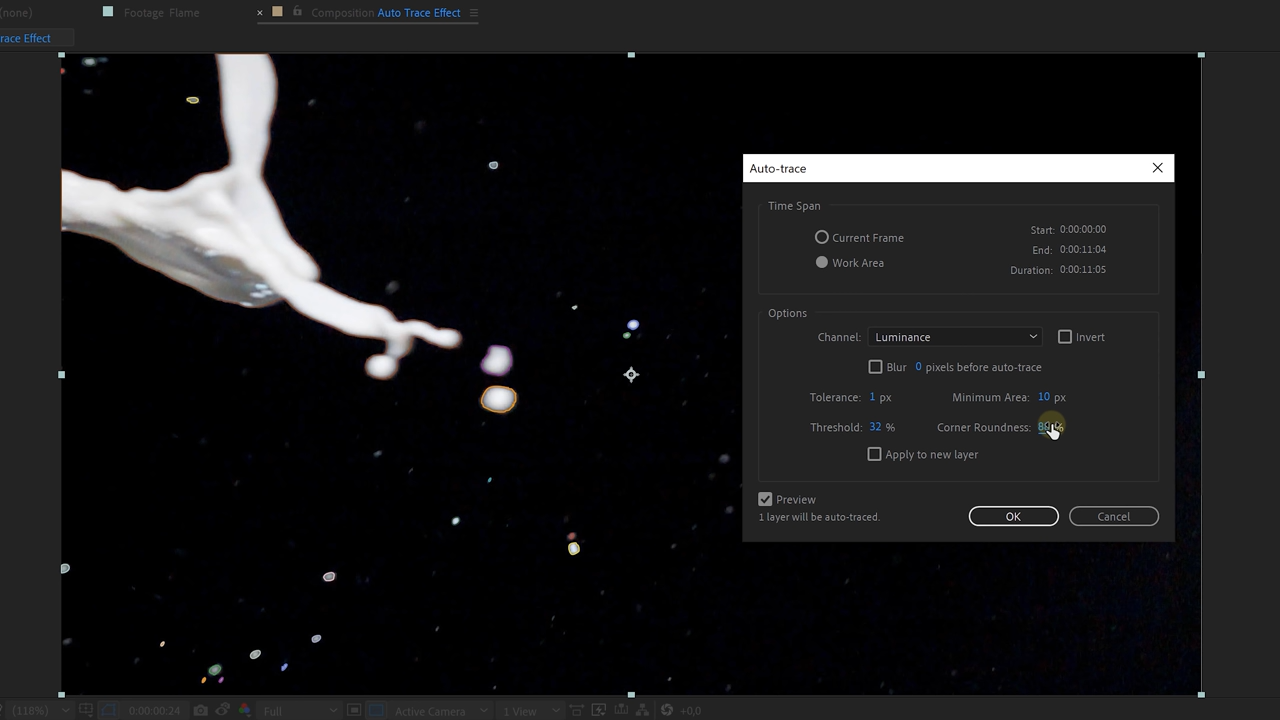 (none)
Footage Flame
× Composition Auto Trace Effect
race Effect
Auto-trace
Time Span
Current Frame
Work Area
Start: 0:00:00:00
End: 0:00:11:04
Duration: 0:00:11:05
Options
Channel: Luminance
Invert
Blur 0 pixels before auto-trace
Tolerance: 1 px
Minimum Area: 10 px
Threshold: 32 %
Corner Roundness: %
Apply to new layer
Preview
1 layer will be auto-traced.
OK
Cancel
(118%) 0:00:00:24 Full Active Camera 1 View +0,0